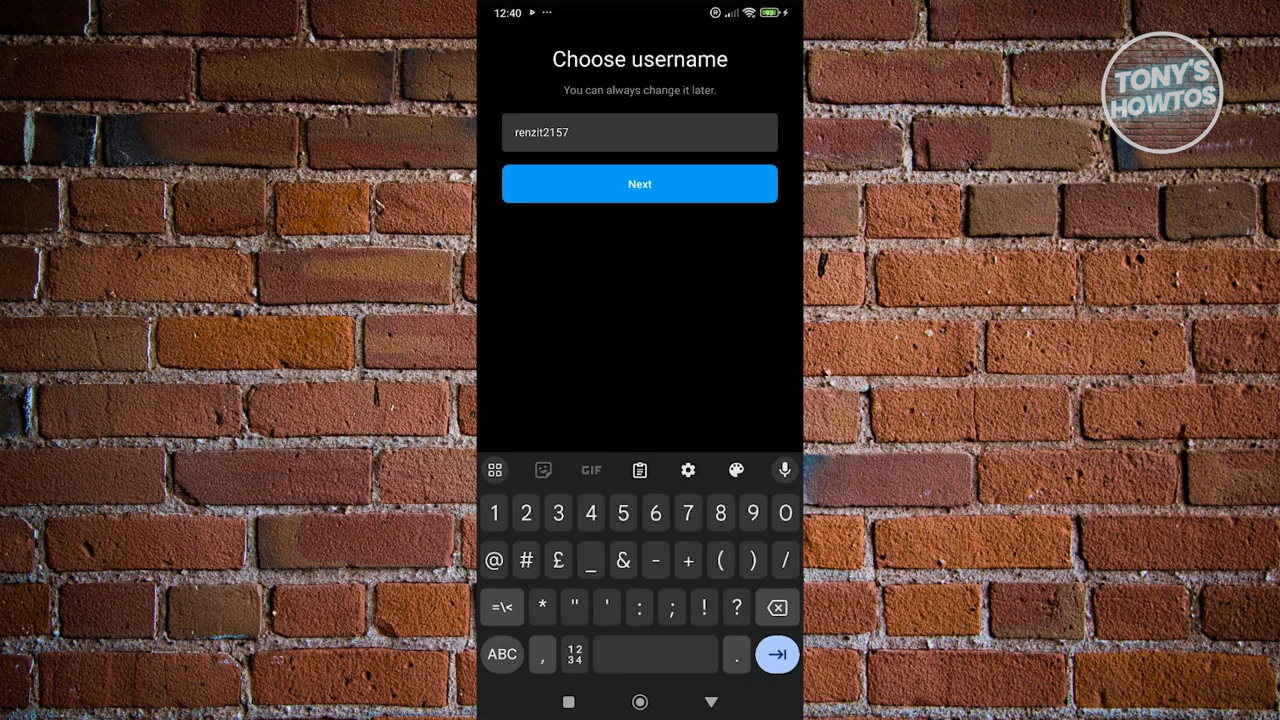 12:40
93
TONY'S
HOWTOS
Choose username
You can always change it later.
renzit2157
Next
GIF
1 2 3 4 5 6 7 8 9 0
@ # £ _ & - + ( ) /
=\< * " ' : ; ! ?
ABC , 12 34 .